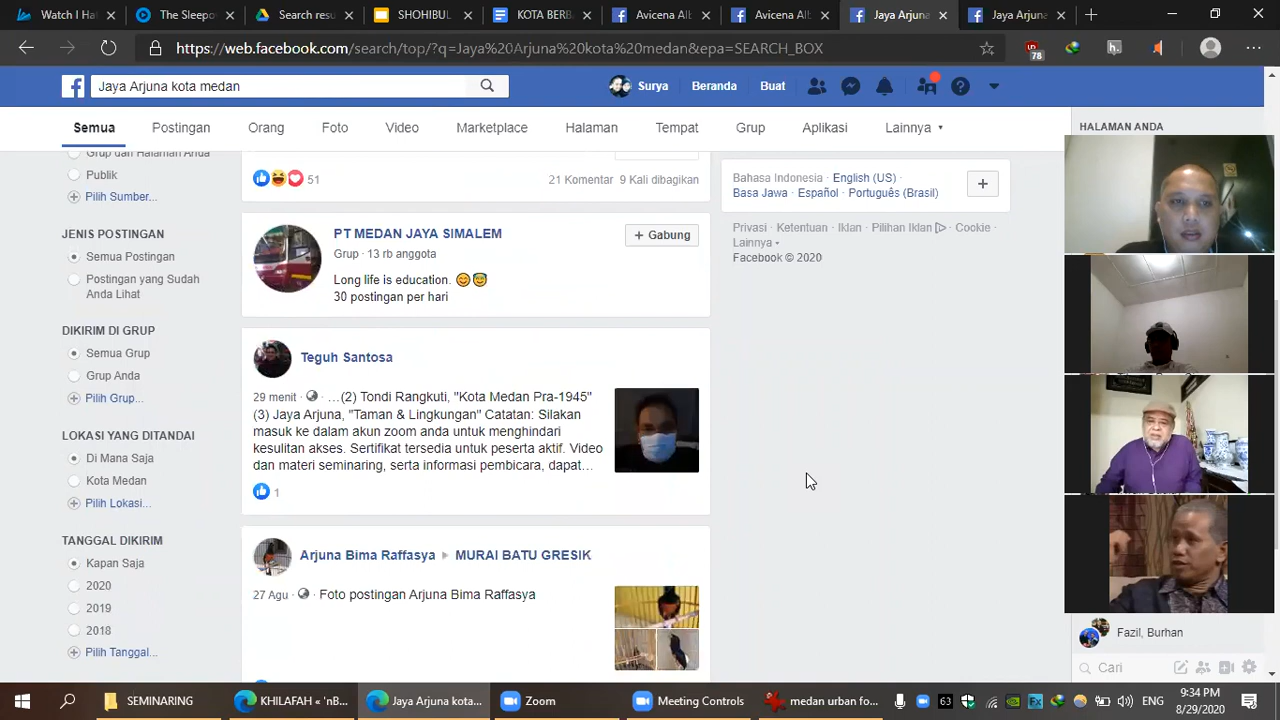 Watch I Ha
The Sleepo
Search resu
SHOHIBUL
KOTA BERB
Avicena All
Avicena All
Jaya Arjuna
Jaya Arjuna
https://web.facebook.com/search/top/?q=Jaya%20Arjuna%20kota%20medan&epa=SEARCH_BOX
78
h.
Jaya Arjuna kota medan
Surya
Beranda
Buat
Semua
Postingan
Orang
Foto
Video
Marketplace
Halaman
Tempat
Grup
Aplikasi
Lainnya
HALAMAN ANDA
Grup dan Halaman Anda
Publik
Pilih Sumber...
JENIS POSTINGAN
Semua Postingan
Postingan yang Sudah
Anda Lihat
DIKIRIM DI GRUP
Semua Grup
Grup Anda
Pilih Grup...
LOKASI YANG DITANDAI
Di Mana Saja
Kota Medan
Pilih Lokasi...
TANGGAL DIKIRIM
Kapan Saja
2020
2019
2018
Pilih Tanggal...
51
21 Komentar 9 Kali dibagikan
PT MEDAN JAYA SIMALEM
Grup · 13 rb anggota
Long life is education. 😊😇
30 postingan per hari
+ Gabung
Teguh Santosa
29 menit · …(2) Tondi Rangkuti, "Kota Medan Pra-1945"
(3) Jaya Arjuna, "Taman & Lingkungan" Catatan: Silakan
masuk ke dalam akun zoom anda untuk menghindari
kesulitan akses. Sertifikat tersedia untuk peserta aktif. Video
dan materi seminaring, serta informasi pembicara, dapat…
1
Arjuna Bima Raffasya ▸ MURAI BATU GRESIK
27 Agu · Foto postingan Arjuna Bima Raffasya
Bahasa Indonesia · English (US) ·
Basa Jawa · Español · Português (Brasil)
Privasi · Ketentuan · Iklan · Pilihan Iklan · Cookie ·
Lainnya
Facebook © 2020
Fazil, Burhan
Cari
SEMINARING
KHILAFAH « 'nB...
Jaya Arjuna kota...
Zoom
Meeting Controls
medan urban fo...
63
ENG
9:34 PM
8/29/2020